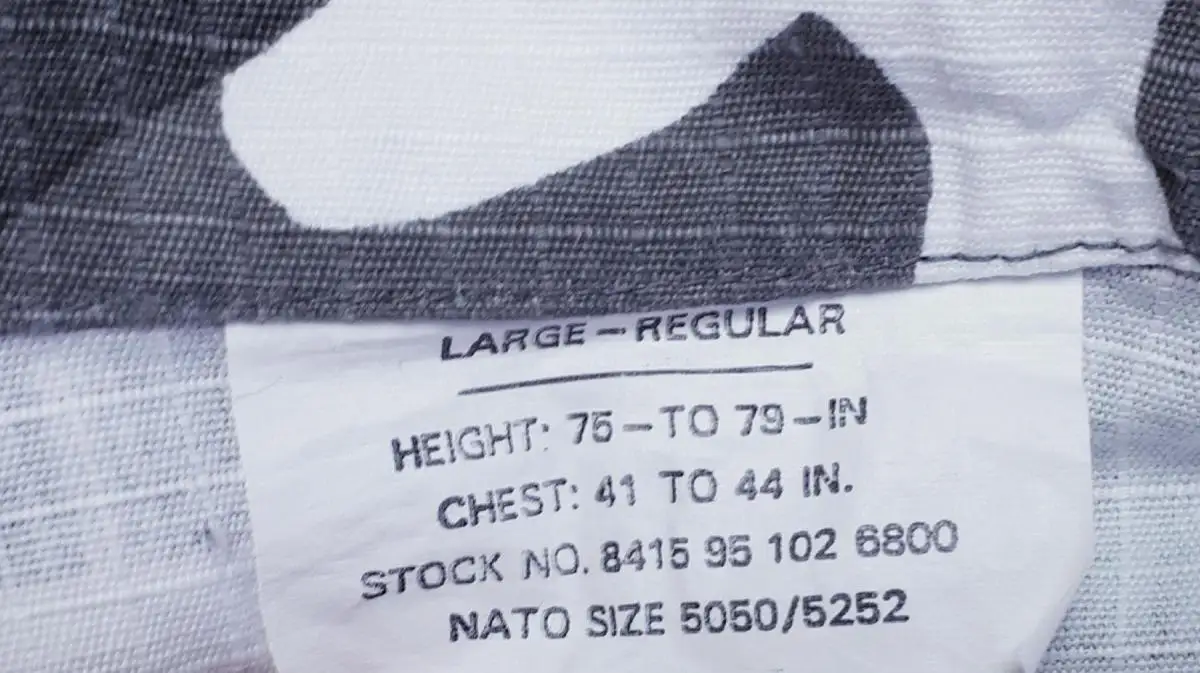 LARGE – REGULAR
HEIGHT: 75 – TO 79 – IN
CHEST: 41 TO 44 IN.
STOCK NO. 8415 95 102 6800
NATO SIZE 5050/5252